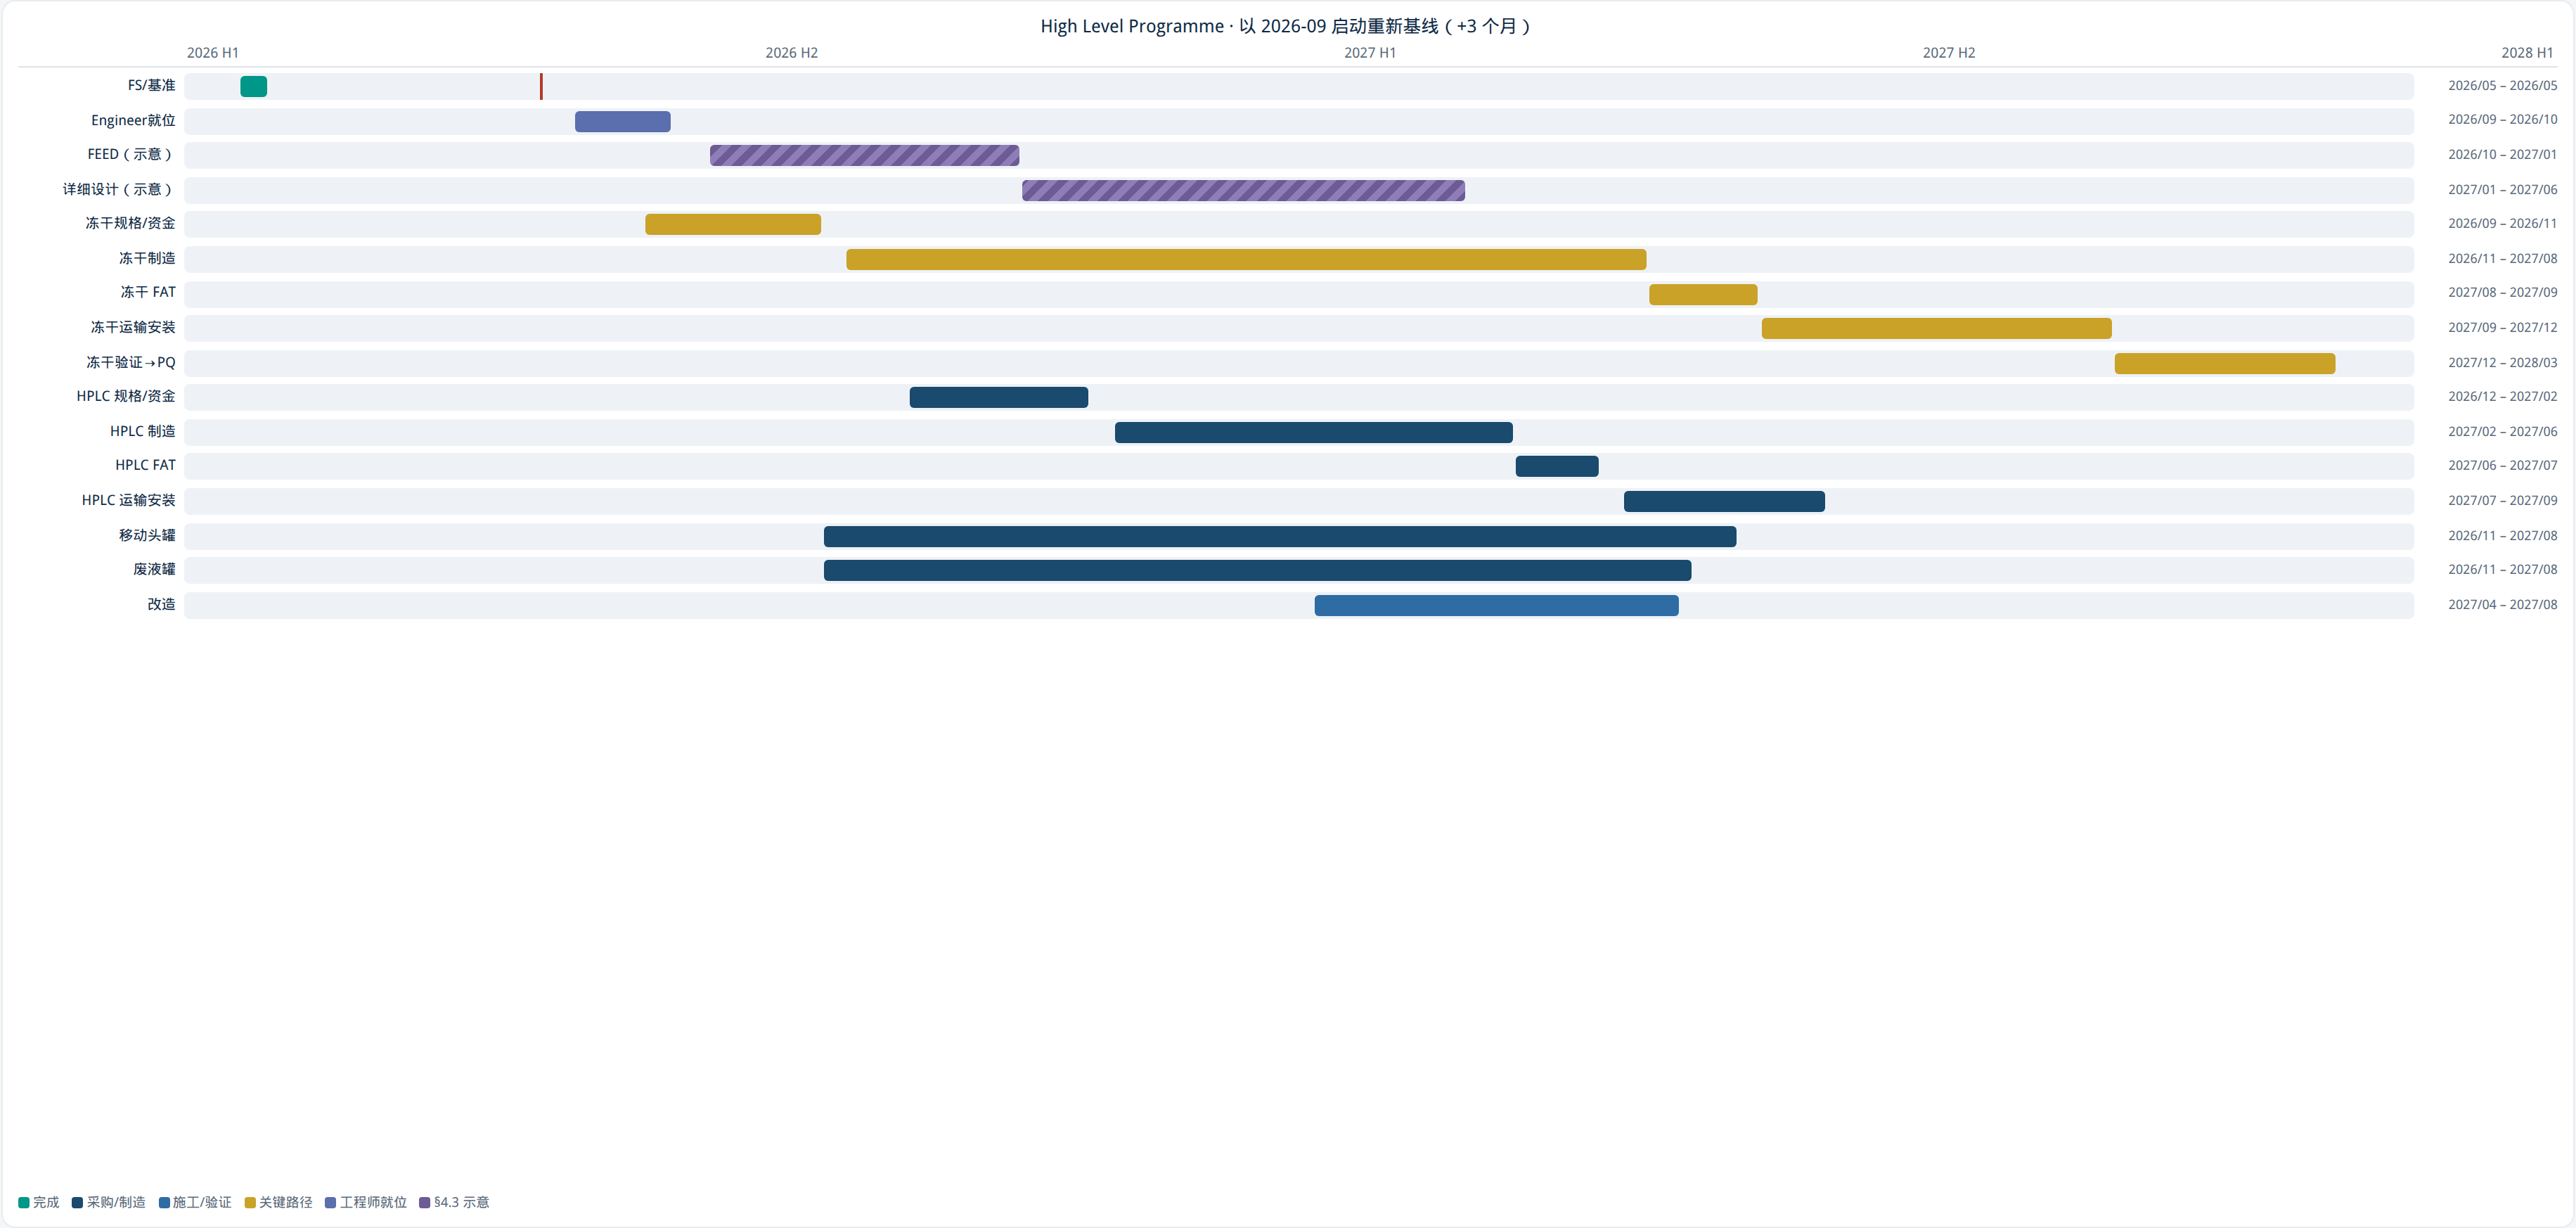 High Level Programme · 以 2026-09 启动重新基线（+3 个月）
2026 H1 2026 H2 2027 H1 2027 H2 2028 H1
FS/基准 2026/05 – 2026/05
Engineer就位 2026/09 – 2026/10
FEED（示意） 2026/10 – 2027/01
详细设计（示意） 2027/01 – 2027/06
冻干规格/资金 2026/09 – 2026/11
冻干制造 2026/11 – 2027/08
冻干 FAT 2027/08 – 2027/09
冻干运输安装 2027/09 – 2027/12
冻干验证→PQ 2027/12 – 2028/03
HPLC 规格/资金 2026/12 – 2027/02
HPLC 制造 2027/02 – 2027/06
HPLC FAT 2027/06 – 2027/07
HPLC 运输安装 2027/07 – 2027/09
移动头罐 2026/11 – 2027/08
废液罐 2026/11 – 2027/08
改造 2027/04 – 2027/08
完成 采购/制造 施工/验证 关键路径 工程师就位 §4.3 示意